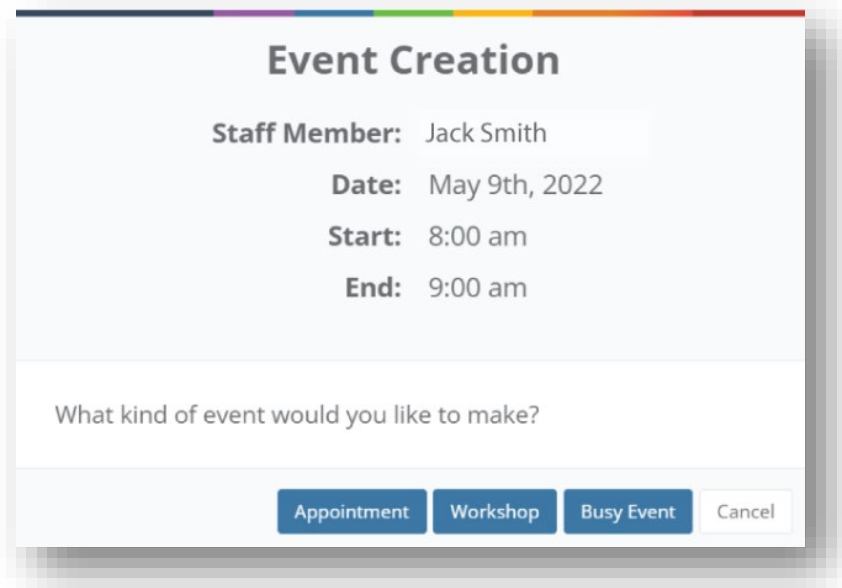 Event Creation
Staff Member: Jack Smith
Date: May 9th, 2022
Start: 8:00 am
End: 9:00 am
What kind of event would you like to make?
Appointment Workshop Busy Event Cancel